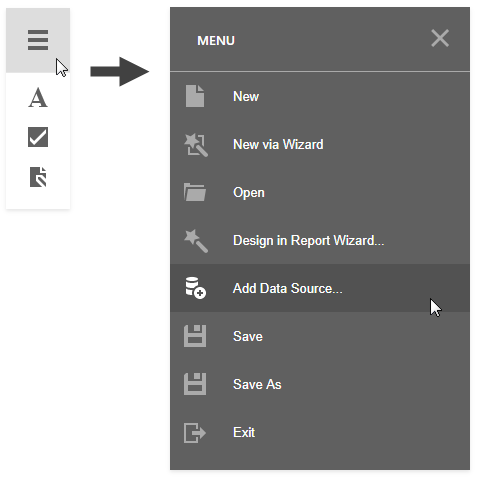 MENU
New
New via Wizard
Open
Design in Report Wizard...
Add Data Source...
Save
Save As
Exit